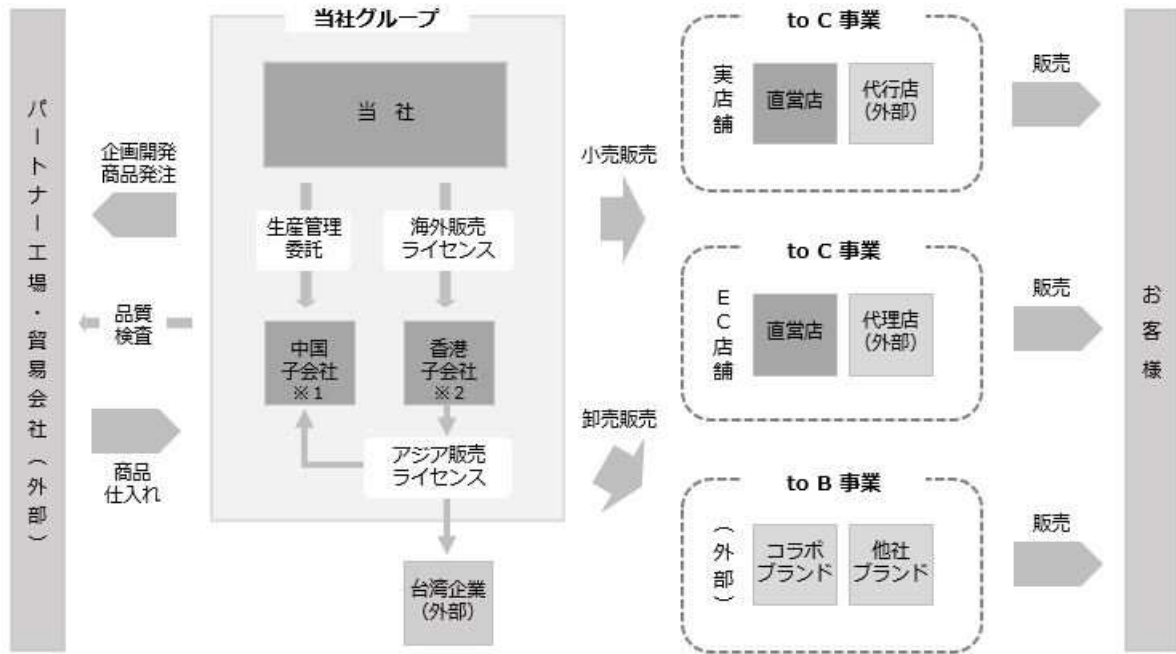 パートナー工場・貿易会社（外部）
企画開発
商品発注
品質
検査
商品
仕入れ
当社グループ
当　社
生産管理
委託
海外販売
ライセンス
中国
子会社
※１
香港
子会社
※２
アジア販売
ライセンス
台湾企業
（外部）
小売販売
卸売販売
to C 事業
実店舗
直営店
代行店
（外部）
販売
to C 事業
ＥＣ店舗
直営店
代理店
（外部）
販売
to B 事業
（外部）
コラボ
ブランド
他社
ブランド
販売
お客様